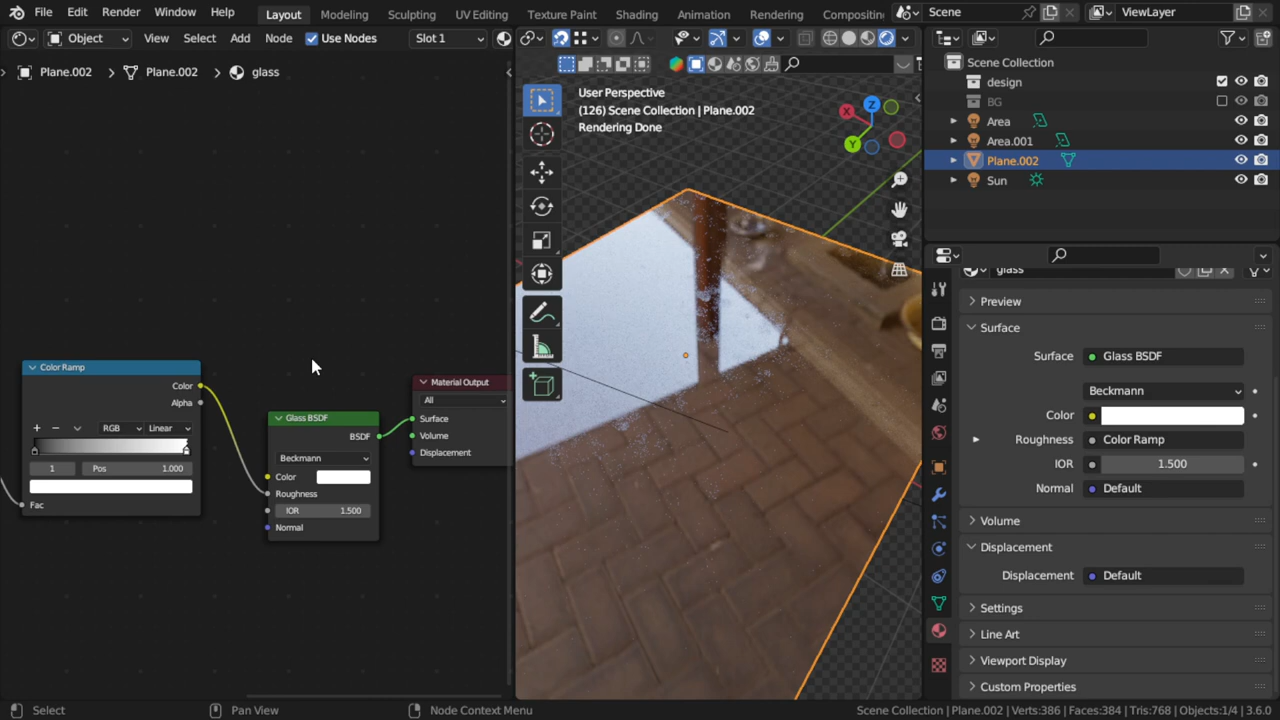 File Edit Render Window Help
Layout Modeling Sculpting UV Editing Texture Paint Shading Animation Rendering Compositin
Scene
ViewLayer
Object View Select Add Node Use Nodes Slot 1
Plane.002 > Plane.002 > glass
User Perspective
(126) Scene Collection | Plane.002
Rendering Done
X
Y
Z
Scene Collection
design
BG
Area
Area.001
Plane.002
Sun
Color Ramp
Color
Alpha
RGB Linear
1 Pos 1.000
Fac
Glass BSDF
BSDF
Beckmann
Color
Roughness
IOR 1.500
Normal
Material Output
All
Surface
Volume
Displacement
glass
Preview
Surface
Surface Glass BSDF
Beckmann
Color
Roughness Color Ramp
IOR 1.500
Normal Default
Volume
Displacement
Displacement Default
Settings
Line Art
Viewport Display
Custom Properties
Select Pan View Node Context Menu Scene Collection | Plane.002 | Verts:386 | Faces:384 | Tris:768 | Objects:1/4 | 3.6.0